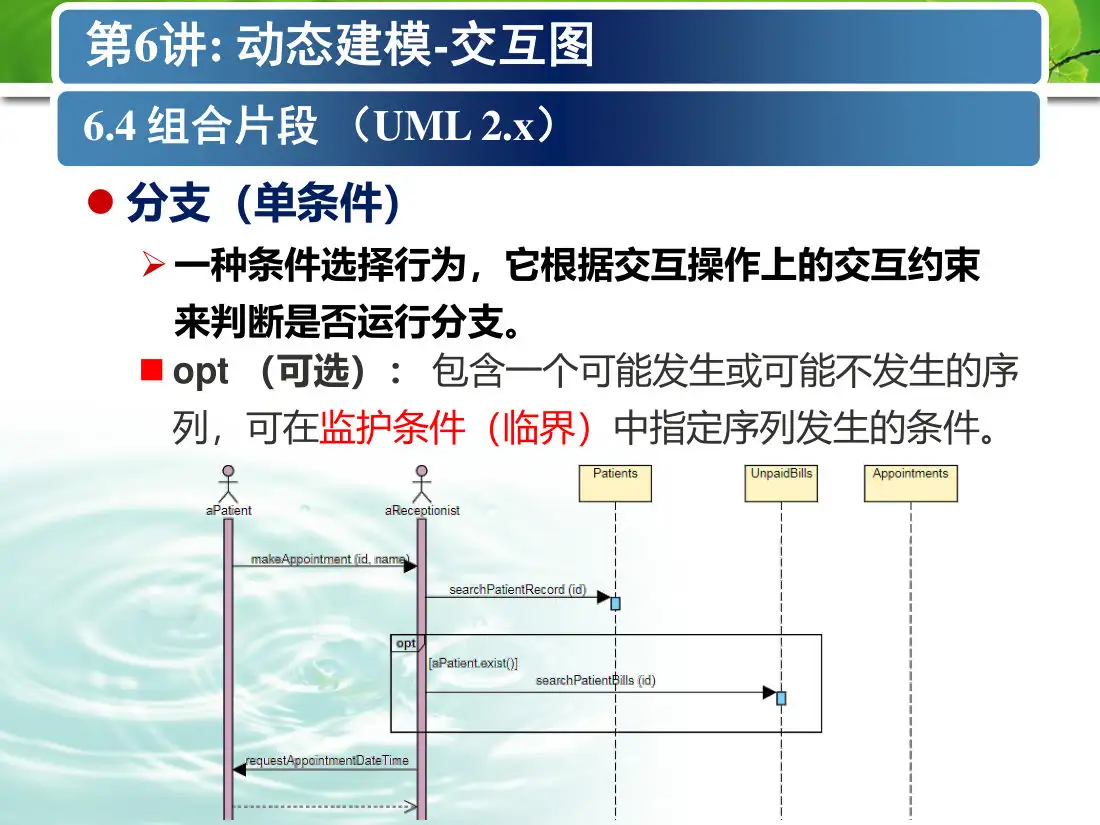 第6讲: 动态建模-交互图
6.4 组合片段 （UML 2.x）
分支（单条件）
一种条件选择行为，它根据交互操作上的交互约束
来判断是否运行分支。
opt （可选）： 包含一个可能发生或可能不发生的序
列，可在监护条件（临界）中指定序列发生的条件。
Patients
UnpaidBills
Appointments
aPatient
aReceptionist
makeAppointment (id, name)
searchPatientRecord (id)
opt
[aPatient.exist()]
searchPatientBills (id)
requestAppointmentDateTime